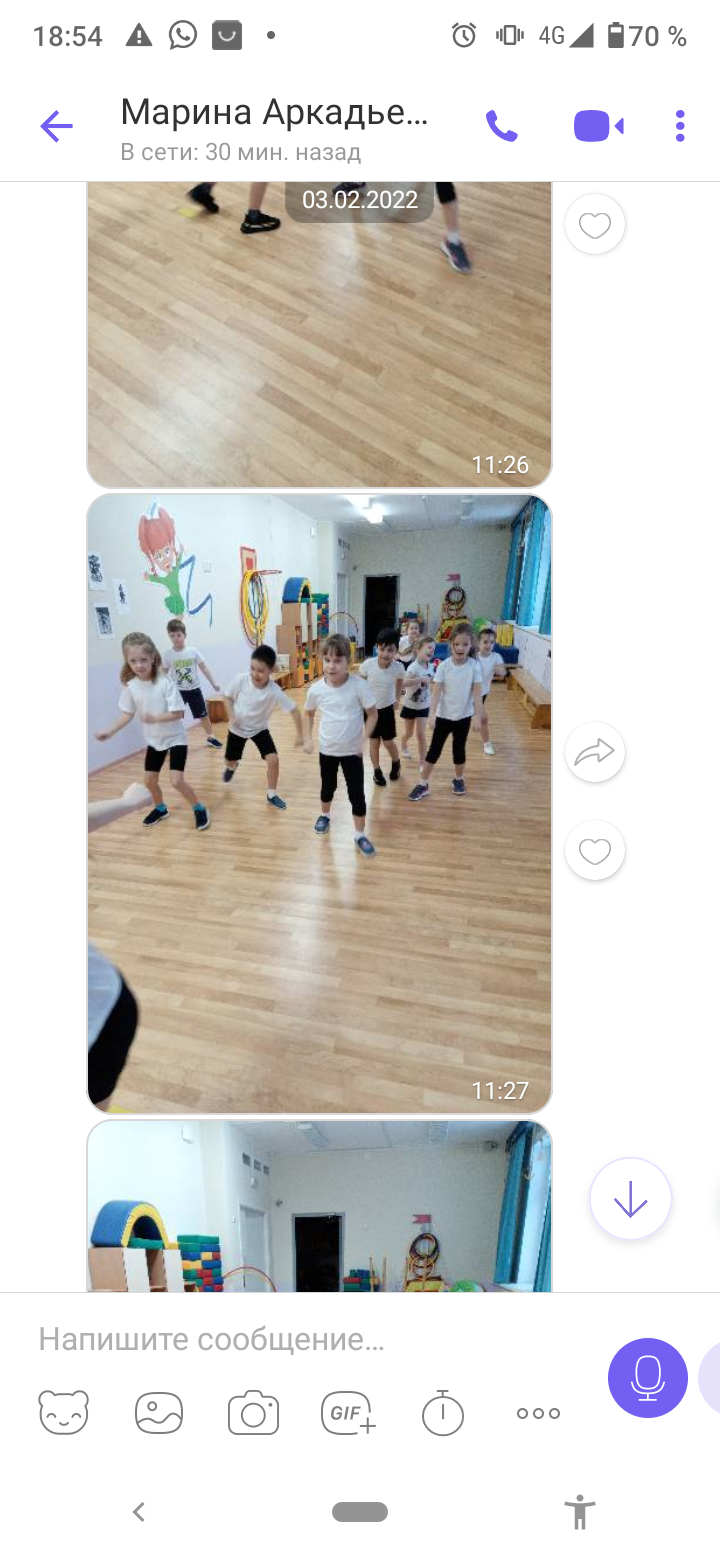 18:54 4G 70 %
Марина Аркадье...
В сети: 30 мин. назад
03.02.2022
11:26
11:27
Напишите сообщение...
GIF